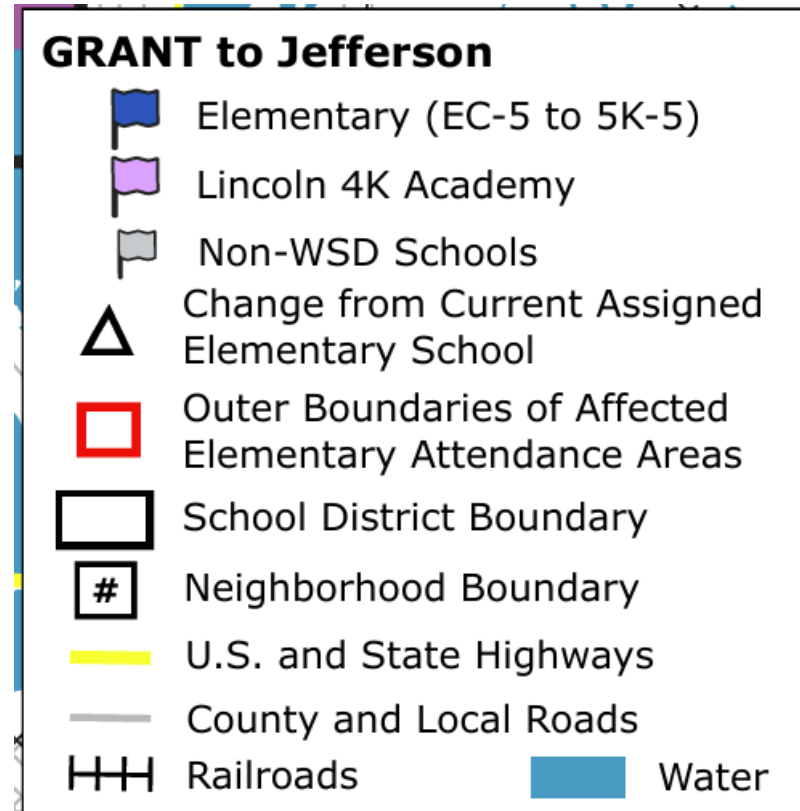 GRANT to Jefferson
Elementary (EC-5 to 5K-5)
Lincoln 4K Academy
Non-WSD Schools
Change from Current Assigned
Elementary School
Outer Boundaries of Affected
Elementary Attendance Areas
School District Boundary
# Neighborhood Boundary
U.S. and State Highways
County and Local Roads
Railroads Water